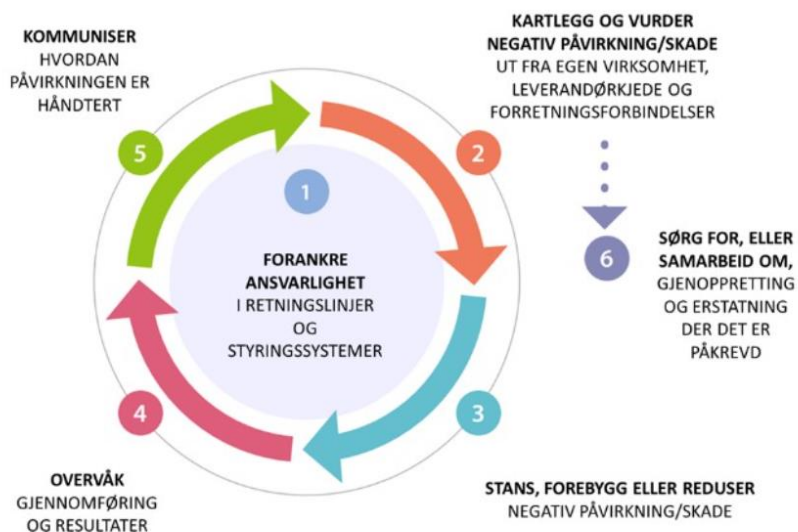 1
FORANKRE
ANSVARLIGHET
I RETNINGSLINJER
OG
STYRINGSSYSTEMER
KARTLEGG OG VURDER
NEGATIV PÅVIRKNING/SKADE
UT FRA EGEN VIRKSOMHET,
LEVERANDØRKJEDE OG
FORRETNINGSFORBINDELSER
2
3
STANS, FOREBYGG ELLER REDUSER
NEGATIV PÅVIRKNING/SKADE
4
OVERVÅK
GJENNOMFØRING
OG RESULTATER
KOMMUNISER
HVORDAN
PÅVIRKNINGEN ER
HÅNDTERT
5
6
SØRG FOR, ELLER
SAMARBEID OM,
GJENOPPRETTING
OG ERSTATNING
DER DET ER
PÅKREVD